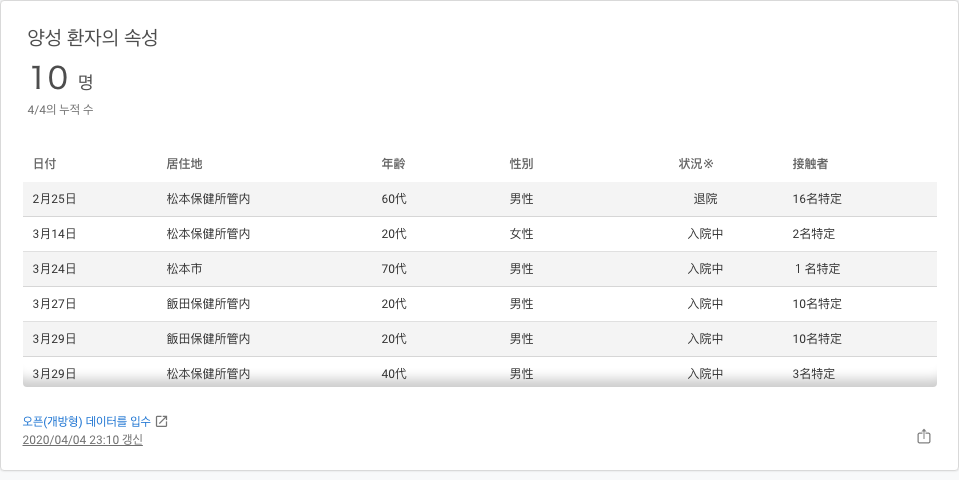 양성 환자의 속성
10 명
4/4의 누적 수
日付 居住地 年齢 性別 状況※ 接触者
2月25日 松本保健所管内 60代 男性 退院 16名特定
3月14日 松本保健所管内 20代 女性 入院中 2名特定
3月24日 松本市 70代 男性 入院中 1 名特定
3月27日 飯田保健所管内 20代 男性 入院中 10名特定
3月29日 飯田保健所管内 20代 男性 入院中 10名特定
3月29日 松本保健所管内 40代 男性 入院中 3名特定
오픈(개방형) 데이터를 입수
2020/04/04 23:10 갱신